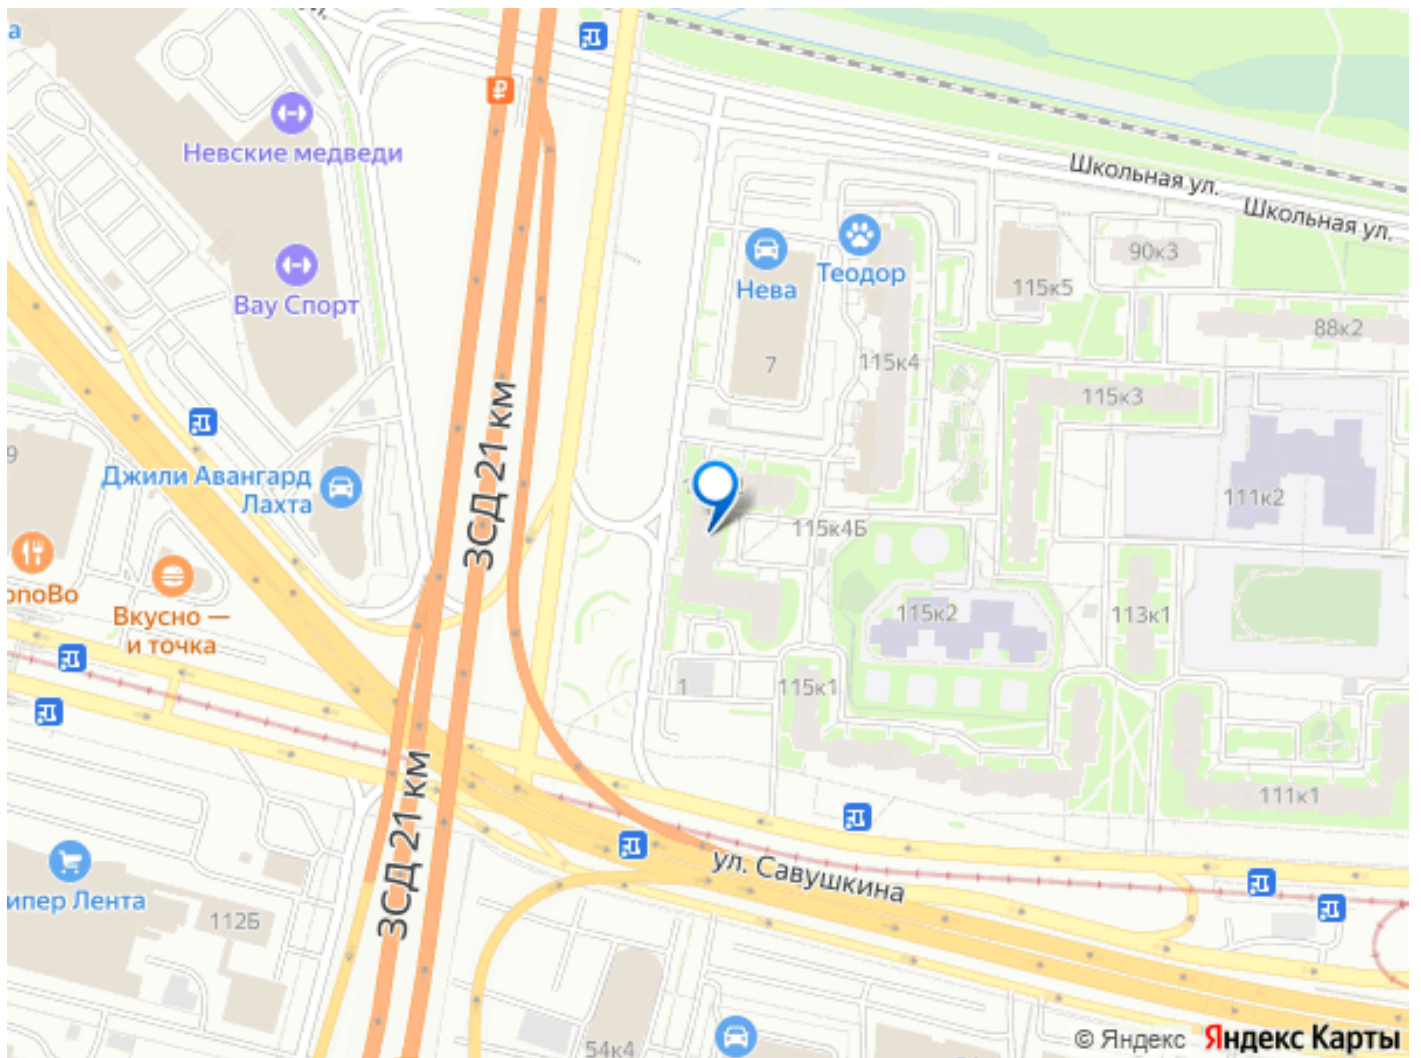 ₽
Невские медведи
Вау Спорт
Джили Авангард
Лахта
9
Вкусно —
и точка
ЗСД 21 км
ЗСД 21 км
112Б
54к4
Школьная ул.
Школьная ул.
Теодор
Нева
7
115к4
115к5
90к3
88к2
115к3
111к2
115к4Б
115к2
113к1
1
115к1
111к1
ул. Савушкина
ипер Лента
© Яндекс Яндекс Карты